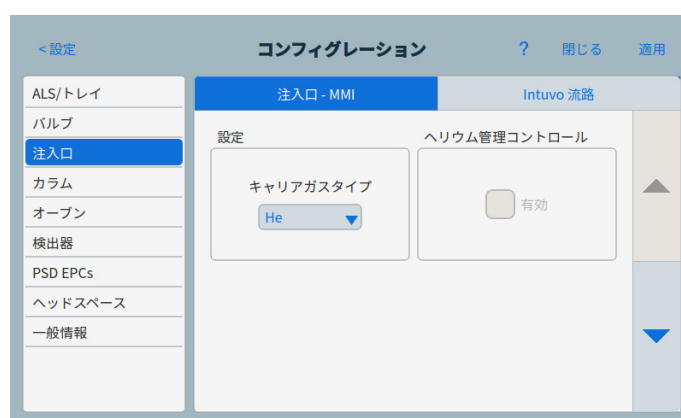 < 設定 コンフィグレーション ? 閉じる 適用
ALS/トレイ
バルブ
注入口
カラム
オーブン
検出器
PSD EPCs
ヘッドスペース
一般情報
注入口 - MMI Intuvo 流路
設定 ヘリウム管理コントロール
キャリアガスタイプ
He
有効